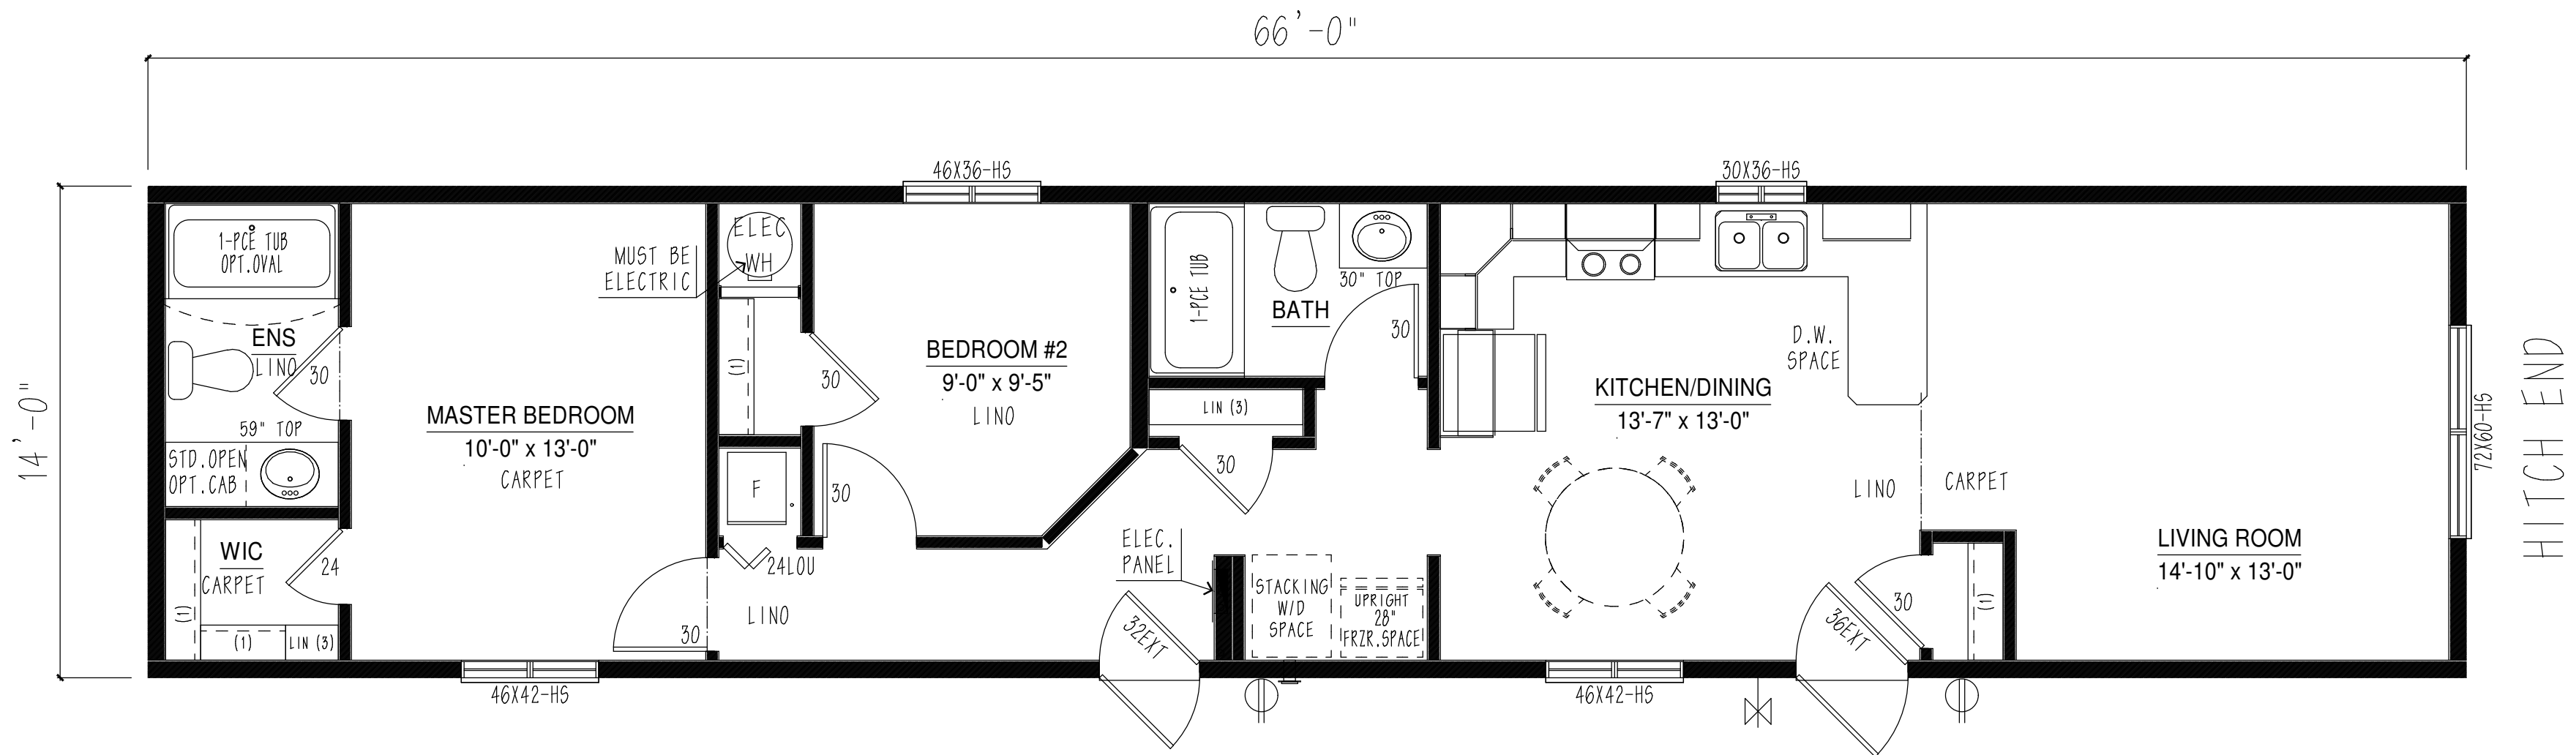 66'-0"
14'-0"
46X36-HS
30X36-HS
1-PCE TUB
OPT.OVAL
ENS
LINO
30
59" TOP
STD.OPEN
OPT.CAB
WIC
CARPET
24
(1)
(1)
LIN (3)
MASTER BEDROOM
10'-0" x 13'-0"
CARPET
MUST BE
ELECTRIC
ELEC
WH
(1)
30
F
24LOU
30
LINO
BEDROOM #2
9'-0" x 9'-5"
LINO
30
1-PCE TUB
30" TOP
BATH
30
LIN (3)
30
ELEC.
PANEL
STACKING
W/D
SPACE
UPRIGHT
28"
FRZR.SPACE
32EXT
KITCHEN/DINING
13'-7" x 13'-0"
D.W.
SPACE
LINO
CARPET
36EXT
30
(1)
LIVING ROOM
14'-10" x 13'-0"
72X60-HS
HITCH END
46X42-HS
46X42-HS